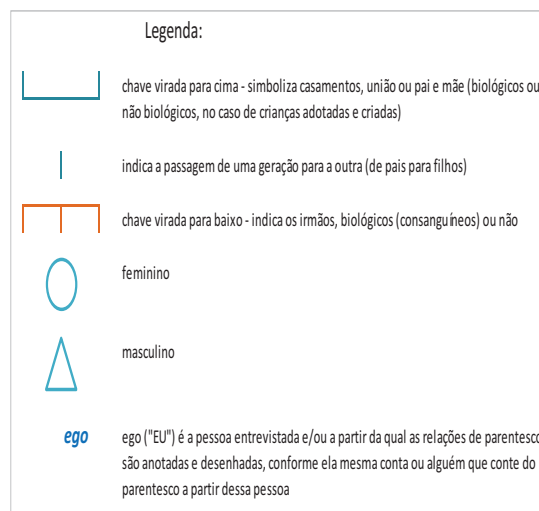 Legenda:
chave virada para cima - simboliza casamentos, união ou pai e mãe (biológicos ou
não biológicos, no caso de crianças adotadas e criadas)
indica a passagem de uma geração para a outra (de pais para filhos)
chave virada para baixo - indica os irmãos, biológicos (consanguíneos) ou não
feminino
masculino
ego
ego ("EU") é a pessoa entrevistada e/ou a partir da qual as relações de parentesco
são anotadas e desenhadas, conforme ela mesma conta ou alguém que conte do
parentesco a partir dessa pessoa